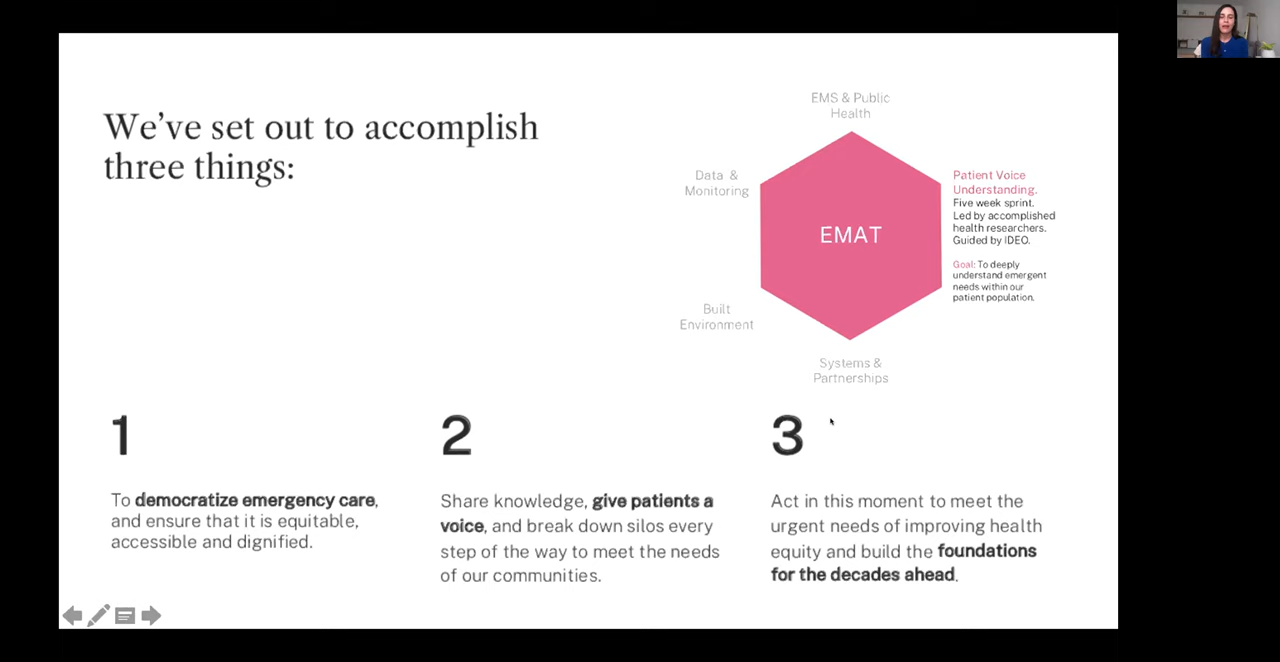 We've set out to accomplish
three things:
EMS & Public
Health
Data &
Monitoring
EMAT
Patient Voice
Understanding.
Five week sprint.
Led by accomplished
health researchers.
Guided by IDEO.
Goal: To deeply
understand emergent
needs within our
patient population.
Built
Environment
Systems &
Partnerships
1
To democratize emergency care,
and ensure that it is equitable,
accessible and dignified.
2
Share knowledge, give patients a
voice, and break down silos every
step of the way to meet the needs
of our communities.
3
Act in this moment to meet the
urgent needs of improving health
equity and build the foundations
for the decades ahead.